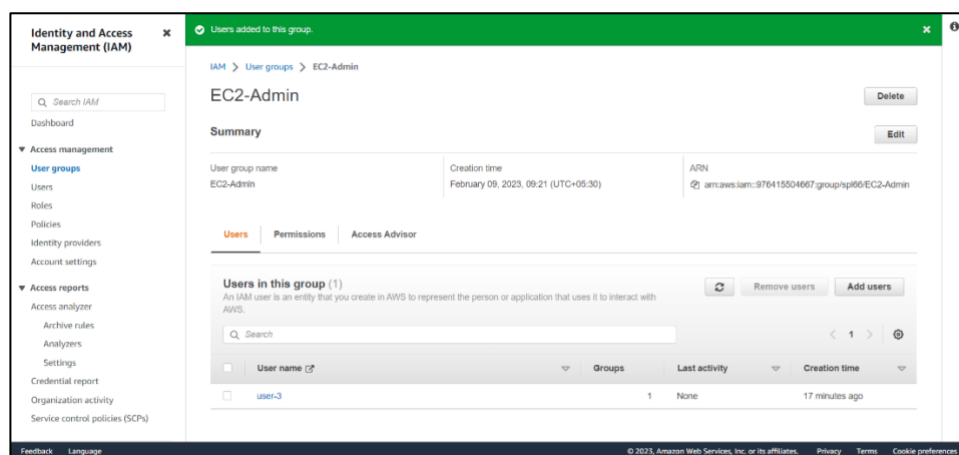 Identity and Access
Management (IAM)
Search IAM
Dashboard
Access management
User groups
Users
Roles
Policies
Identity providers
Account settings
Access reports
Access analyzer
Archive rules
Analyzers
Settings
Credential report
Organization activity
Service control policies (SCPs)
Users added to this group.
IAM > User groups > EC2-Admin
EC2-Admin
Delete
Summary
Edit
User group name
EC2-Admin
Creation time
February 09, 2023, 09:21 (UTC+05:30)
ARN
arn:aws:iam::976415504667:group/spl66/EC2-Admin
Users Permissions Access Advisor
Users in this group (1)
An IAM user is an entity that you create in AWS to represent the person or application that uses it to interact with
AWS.
Remove users
Add users
Search
1
User name Groups Last activity Creation time
user-3 1 None 17 minutes ago
Feedback Language © 2023, Amazon Web Services, Inc. or its affiliates. Privacy Terms Cookie preferences